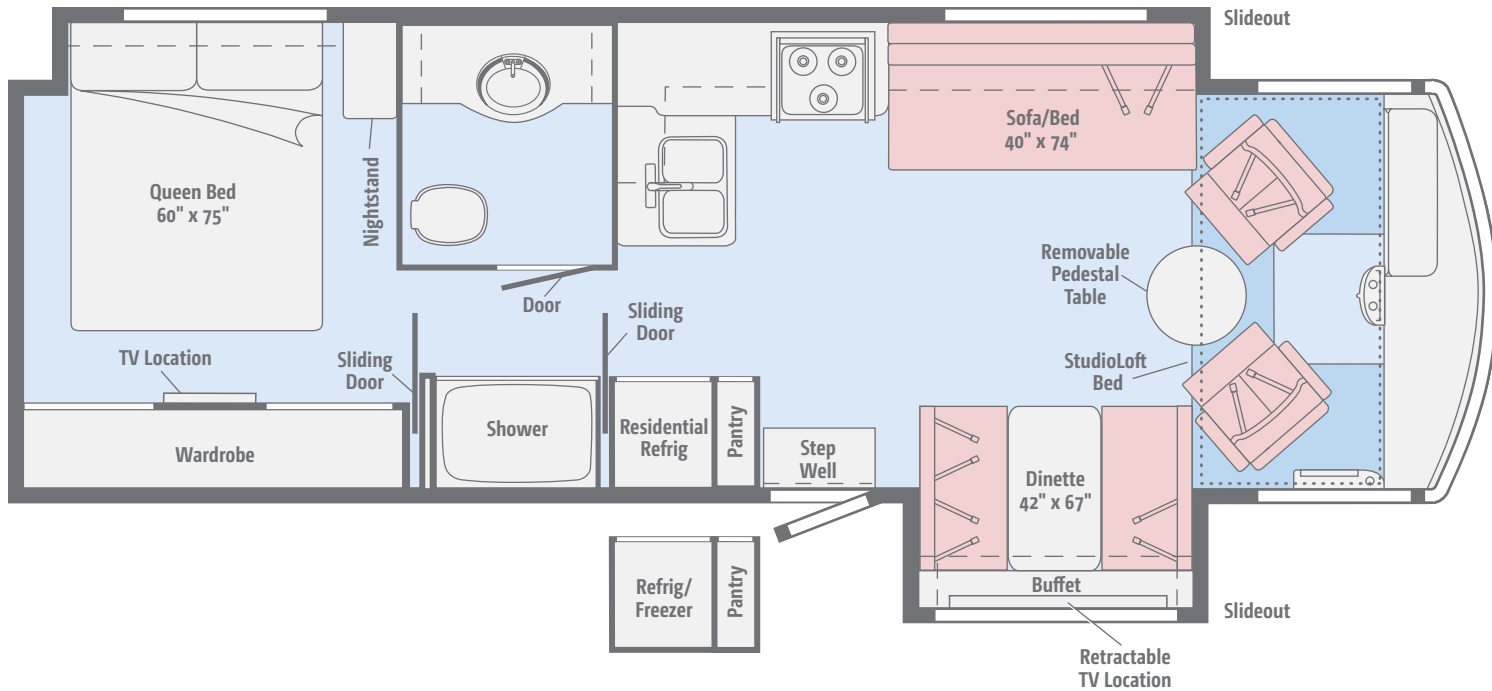 Slideout
Queen Bed
60" x 75"
Nightstand
Sofa/Bed
40" x 74"
Removable
Pedestal
Table
Door
Sliding
Door
TV Location
Sliding
Door
StudioLoft
Bed
Wardrobe
Shower
Residential
Refrig
Pantry
Step
Well
Dinette
42" x 67"
Refrig/
Freezer
Pantry
Buffet
Slideout
Retractable
TV Location